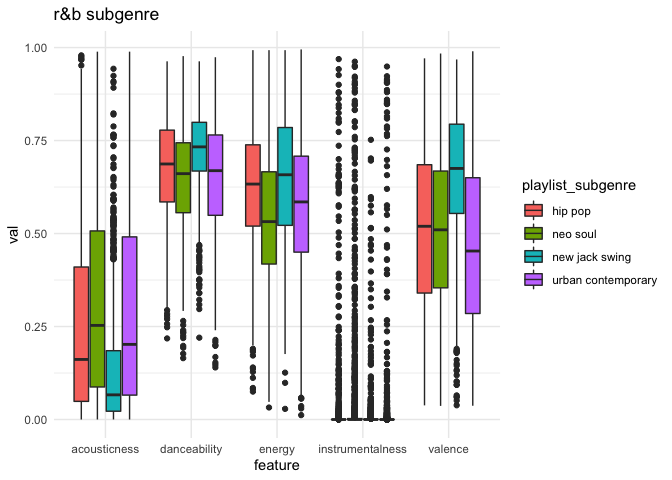 r&b subgenre
1.00
0.75
0.50
0.25
0.00
val
acousticness danceability energy instrumentalness valence
feature
playlist_subgenre
hip pop
neo soul
new jack swing
urban contemporary